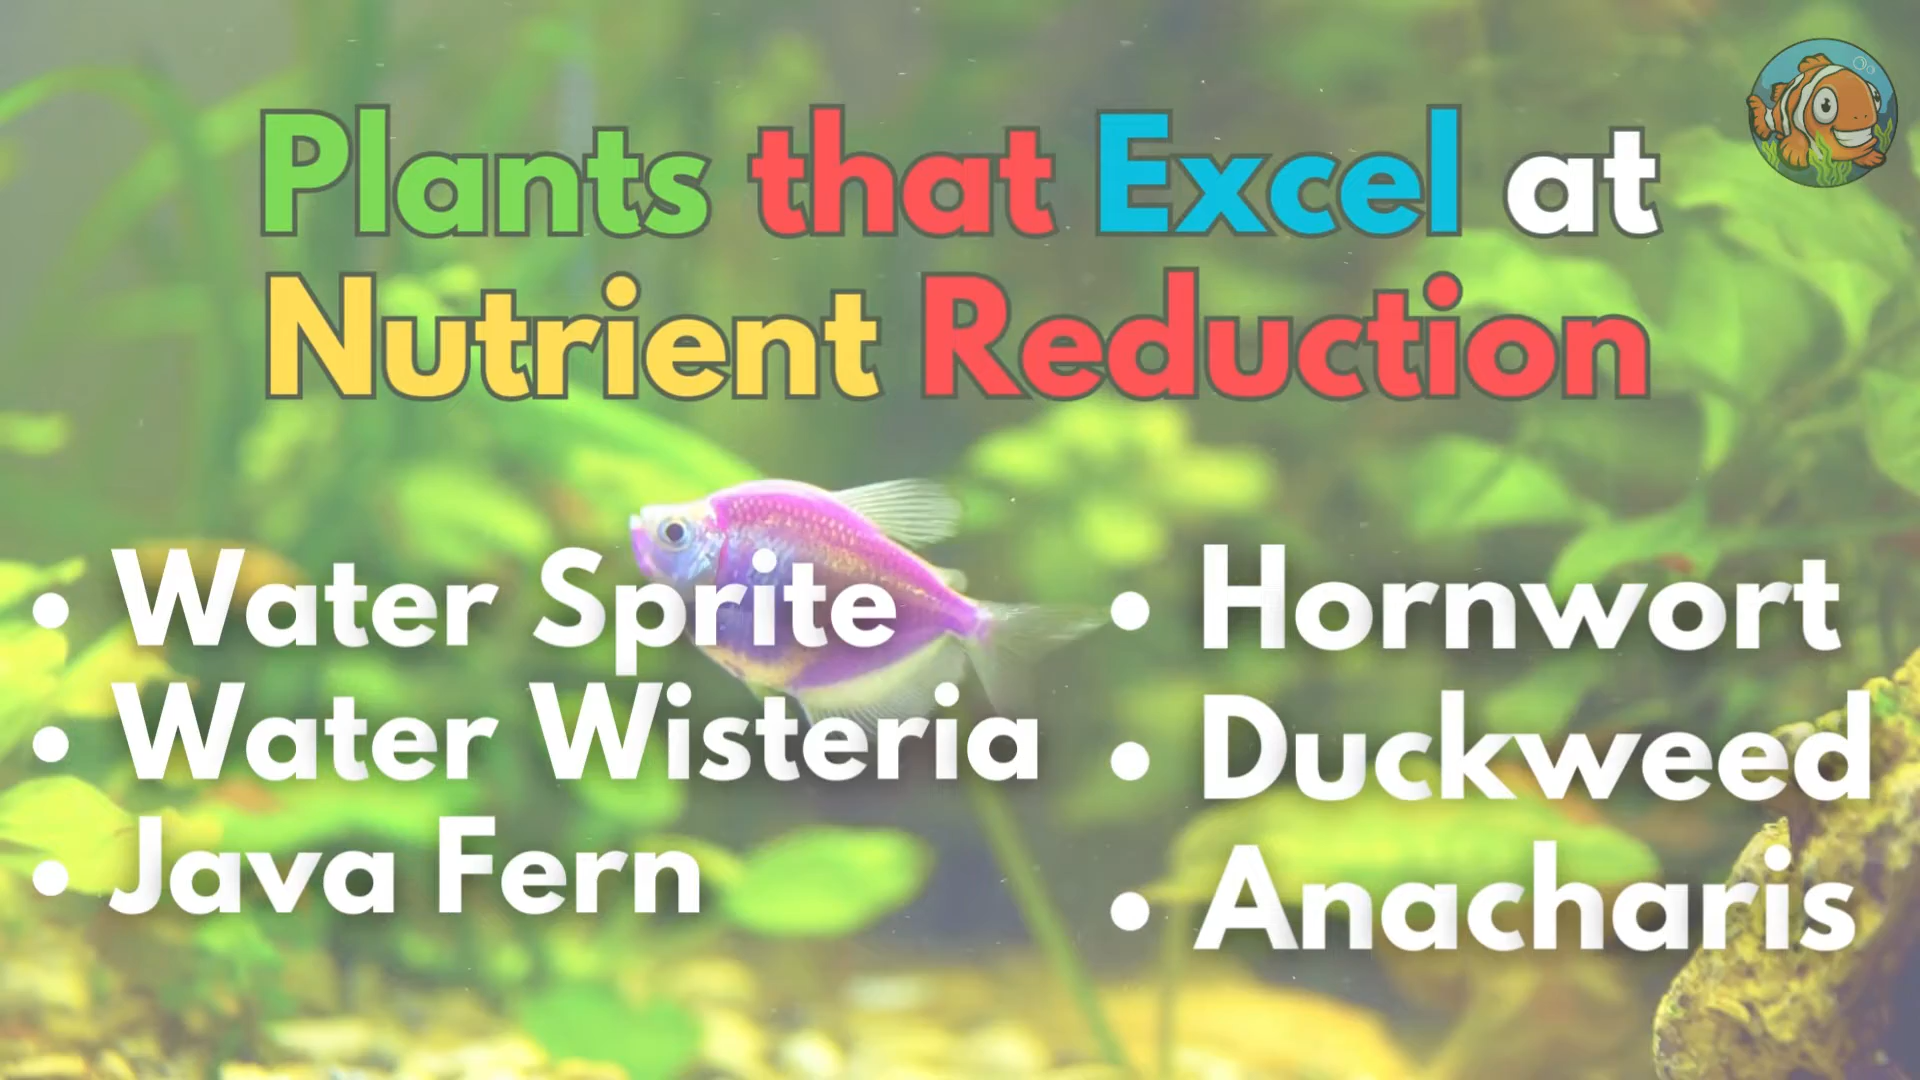 Plants that Excel at
Nutrient Reduction
• Water Sprite
• Water Wisteria
• Java Fern
• Hornwort
• Duckweed
• Anacharis